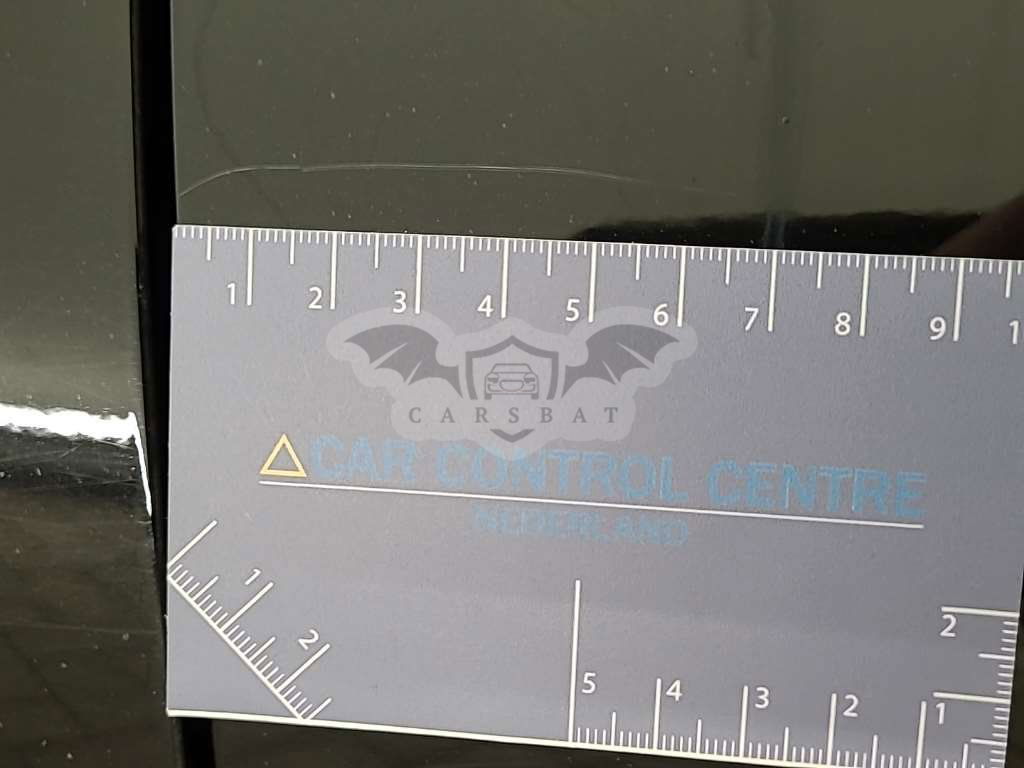 1 2 3 4 5 6 7 8 9 1
CARSBAT
CAR CONTROL CENTRE
NEDERLAND
1
2
2
5 4 3 2 1